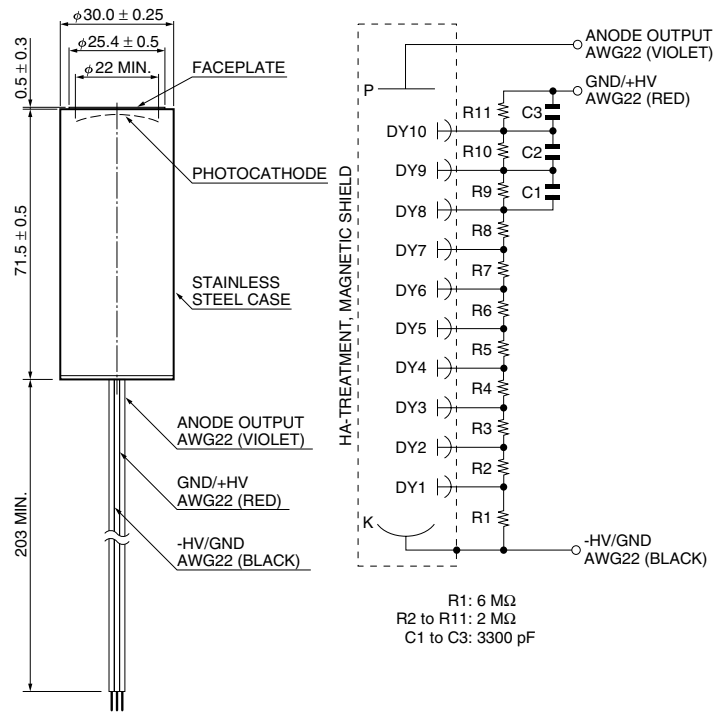 ϕ30.0 ± 0.25
ϕ25.4 ± 0.5
ϕ22 MIN.
0.5 ± 0.3
FACEPLATE
PHOTOCATHODE
71.5 ± 0.5
STAINLESS
STEEL CASE
ANODE OUTPUT
AWG22 (VIOLET)
GND/+HV
AWG22 (RED)
-HV/GND
AWG22 (BLACK)
203 MIN.
HA-TREATMENT, MAGNETIC SHIELD
ANODE OUTPUT
AWG22 (VIOLET)
GND/+HV
AWG22 (RED)
P
R11
C3
DY10
R10
C2
DY9
R9
C1
DY8
R8
DY7
R7
DY6
R6
DY5
R5
DY4
R4
DY3
R3
DY2
R2
DY1
R1
K
-HV/GND
AWG22 (BLACK)
R1: 6 MΩ
R2 to R11: 2 MΩ
C1 to C3: 3300 pF